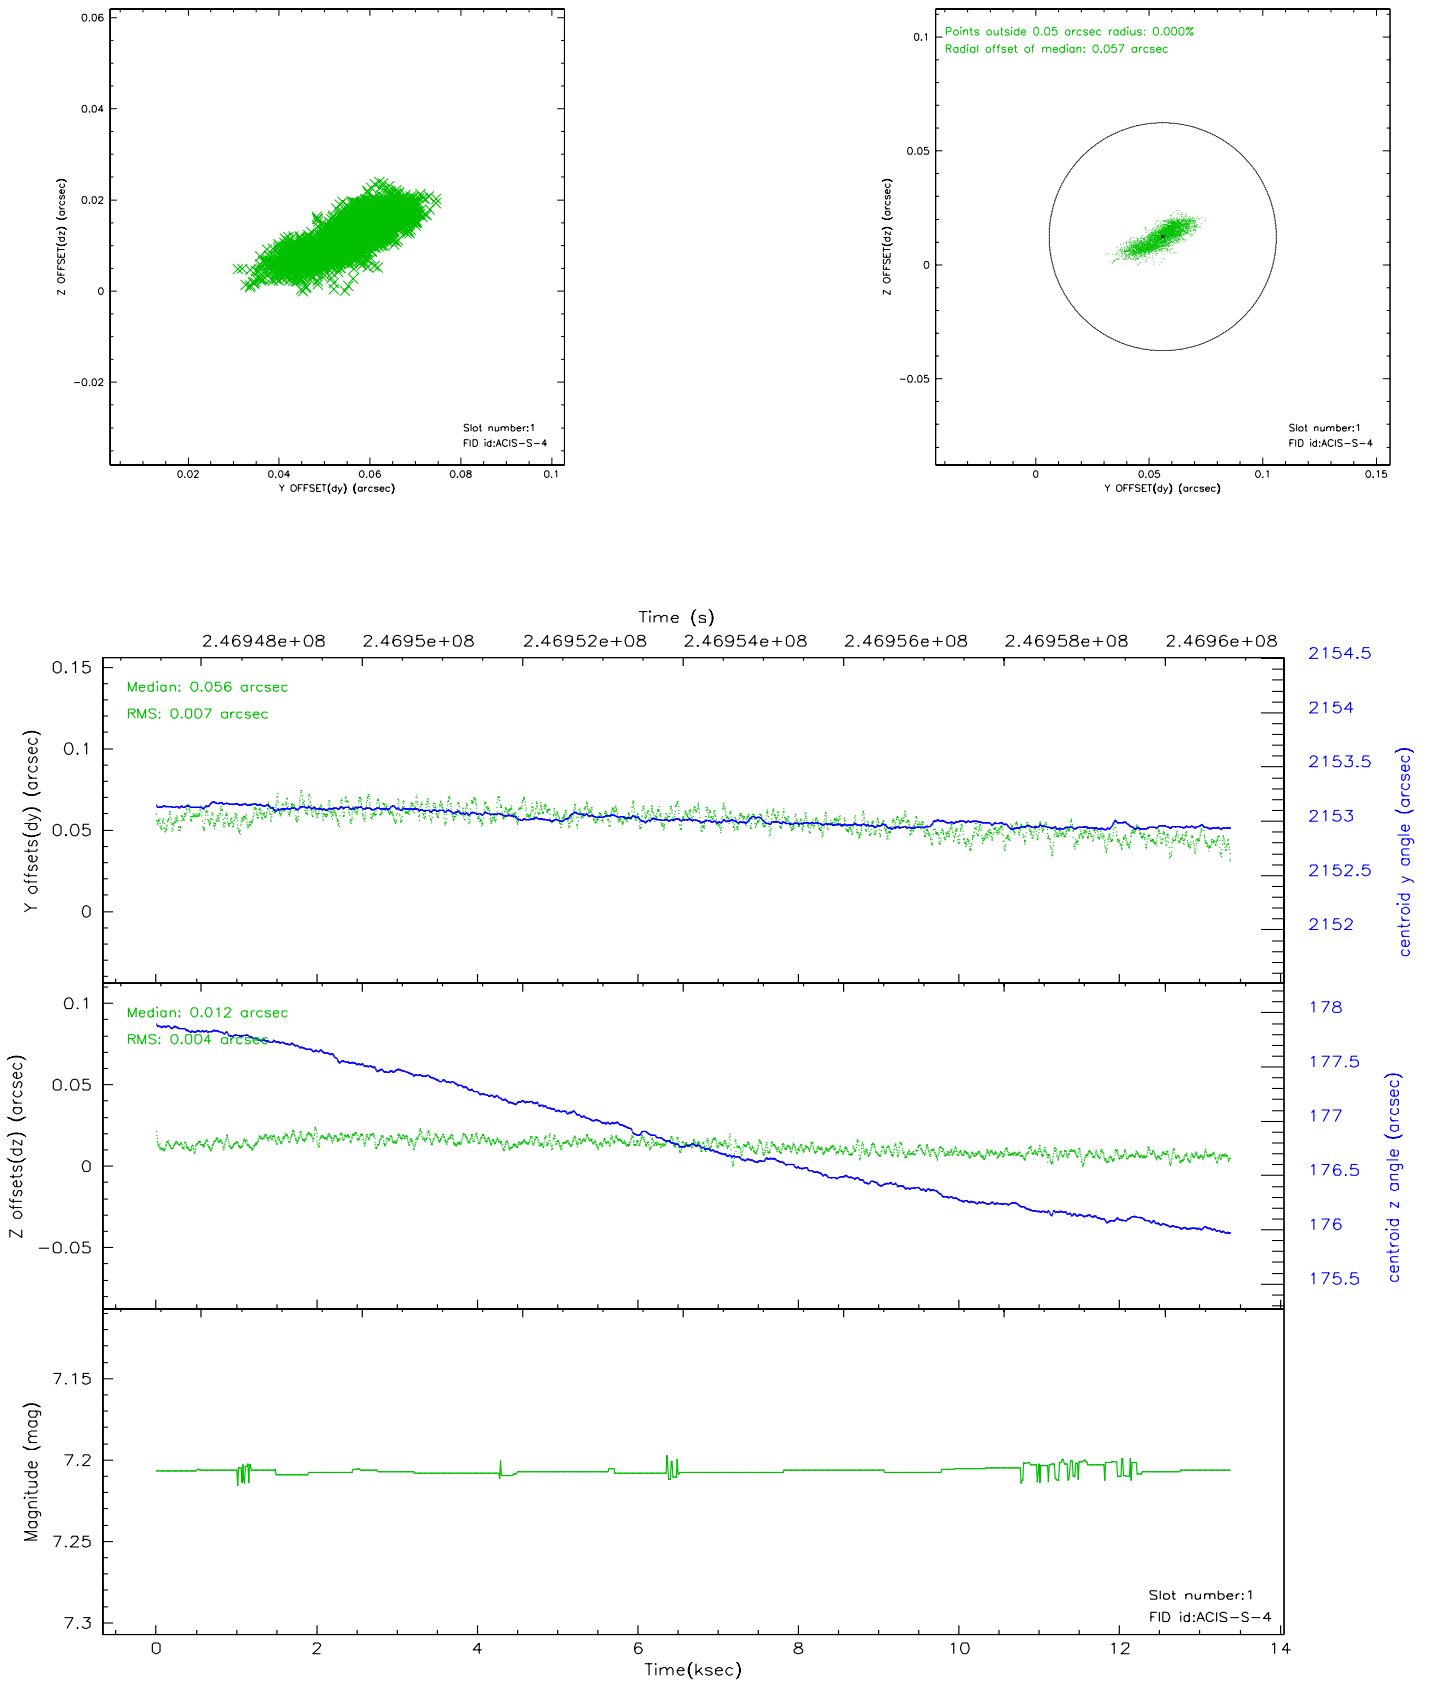 0.06
0.04
0.02
0
−0.02
Z OFFSET(dz) (arcsec)
Slot number:1
FID id:ACIS−S−4
0.02 0.04 0.06 0.08 0.1
Y OFFSET(dy) (arcsec)
Points outside 0.05 arcsec radius: 0.000%
Radial offset of median: 0.057 arcsec
0.1
0.05
0
−0.05
Z OFFSET(dz) (arcsec)
Slot number:1
FID id:ACIS−S−4
0 0.05 0.1 0.15
Y OFFSET(dy) (arcsec)
Time (s)
2.46948e+08 2.4695e+08 2.46952e+08 2.46954e+08 2.46956e+08 2.46958e+08 2.4696e+08
Median: 0.056 arcsec
RMS: 0.007 arcsec
0.15
0.1
0.05
0
Y offsets(dy) (arcsec)
2154.5
2154
2153.5
2153
2152.5
2152
centroid y angle (arcsec)
Median: 0.012 arcsec
RMS: 0.004 arcsec
0.1
0.05
0
−0.05
Z offsets(dz) (arcsec)
178
177.5
177
176.5
176
175.5
centroid z angle (arcsec)
7.15
7.2
7.25
7.3
Magnitude (mag)
Slot number:1
FID id:ACIS−S−4
0 2 4 6 8 10 12 14
Time(ksec)